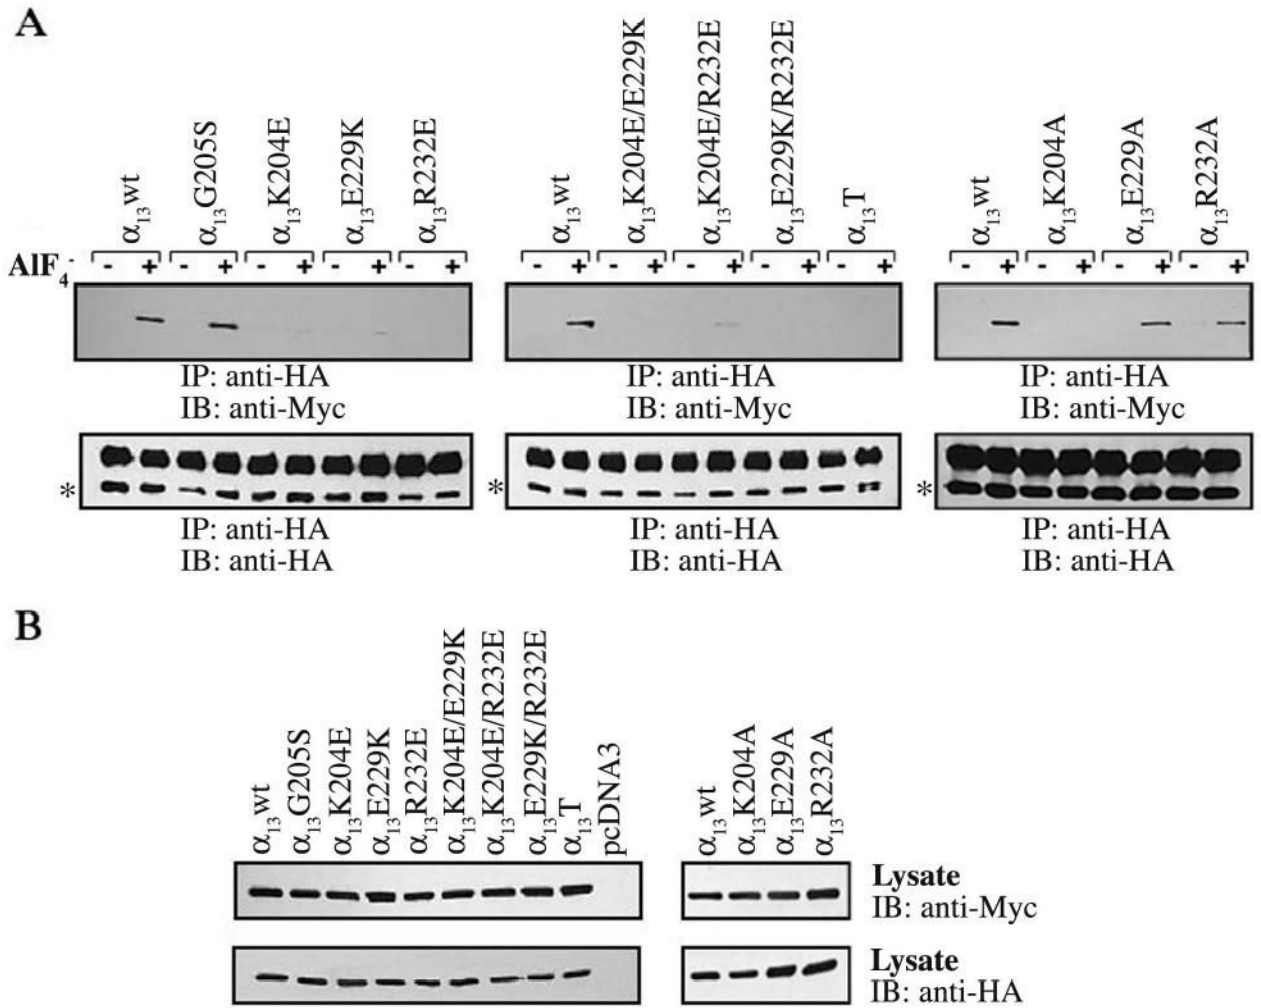 A
α₁₃wt
α₁₃G205S
α₁₃K204E
α₁₃E229K
α₁₃R232E
α₁₃wt
α₁₃K204E/E229K
α₁₃K204E/R232E
α₁₃E229K/R232E
α₁₃T
α₁₃wt
α₁₃K204A
α₁₃E229A
α₁₃R232A
AlF₄⁻ - + - + - + - + - + - + - + - + - + - + - + - + - + - +
IP: anti-HA
IB: anti-Myc
IP: anti-HA
IB: anti-Myc
IP: anti-HA
IB: anti-Myc
*
*
*
IP: anti-HA
IB: anti-HA
IP: anti-HA
IB: anti-HA
IP: anti-HA
IB: anti-HA
B
α₁₃wt
α₁₃G205S
α₁₃K204E
α₁₃E229K
α₁₃R232E
α₁₃K204E/E229K
α₁₃K204E/R232E
α₁₃E229K/R232E
α₁₃T
pcDNA3
α₁₃wt
α₁₃K204A
α₁₃E229A
α₁₃R232A
Lysate
IB: anti-Myc
Lysate
IB: anti-HA